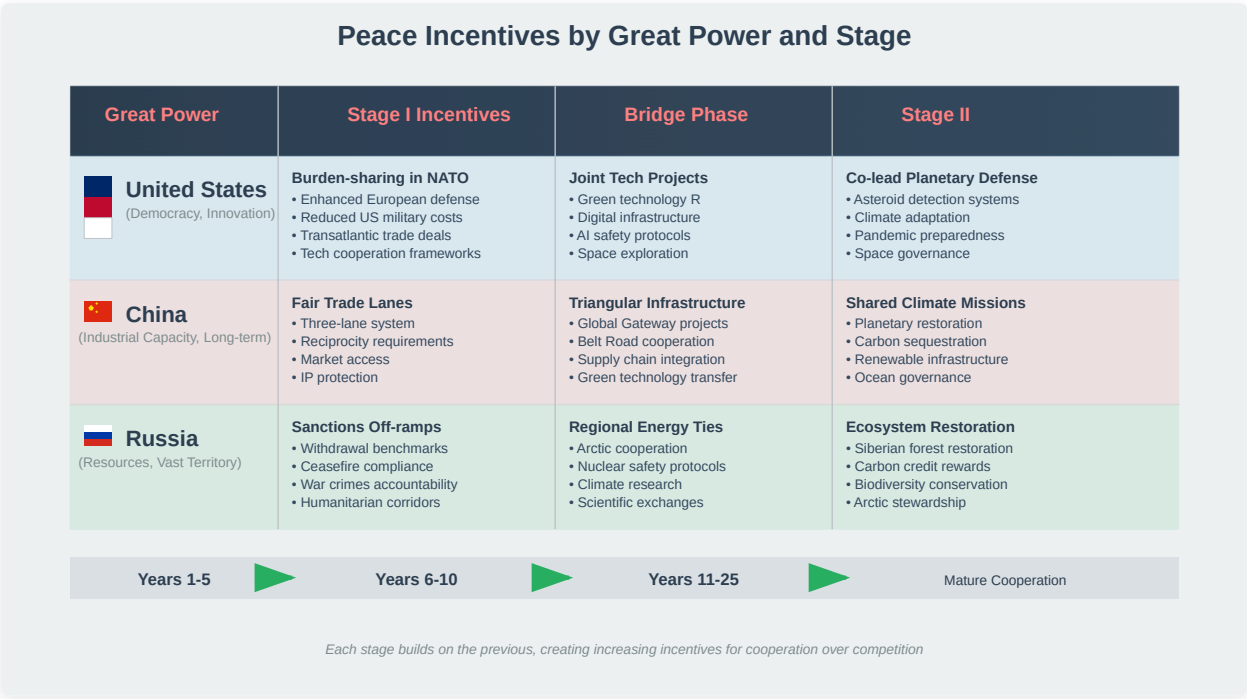 Peace Incentives by Great Power and Stage
Great Power
Stage I Incentives
Bridge Phase
Stage II
United States
(Democracy, Innovation)
Burden-sharing in NATO
• Enhanced European defense
• Reduced US military costs
• Transatlantic trade deals
• Tech cooperation frameworks
Joint Tech Projects
• Green technology R
• Digital infrastructure
• AI safety protocols
• Space exploration
Co-lead Planetary Defense
• Asteroid detection systems
• Climate adaptation
• Pandemic preparedness
• Space governance
China
(Industrial Capacity, Long-term)
Fair Trade Lanes
• Three-lane system
• Reciprocity requirements
• Market access
• IP protection
Triangular Infrastructure
• Global Gateway projects
• Belt Road cooperation
• Supply chain integration
• Green technology transfer
Shared Climate Missions
• Planetary restoration
• Carbon sequestration
• Renewable infrastructure
• Ocean governance
Russia
(Resources, Vast Territory)
Sanctions Off-ramps
• Withdrawal benchmarks
• Ceasefire compliance
• War crimes accountability
• Humanitarian corridors
Regional Energy Ties
• Arctic cooperation
• Nuclear safety protocols
• Climate research
• Scientific exchanges
Ecosystem Restoration
• Siberian forest restoration
• Carbon credit rewards
• Biodiversity conservation
• Arctic stewardship
Years 1-5
Years 6-10
Years 11-25
Mature Cooperation
Each stage builds on the previous, creating increasing incentives for cooperation over competition